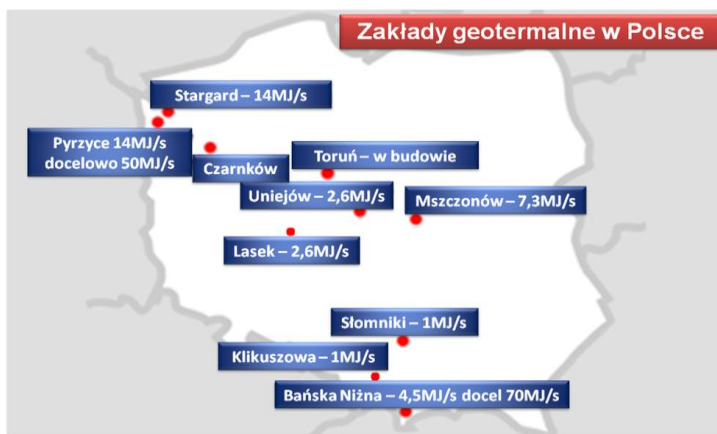 Zakłady geotermalne w Polsce
Stargard – 14MJ/s
Pyrzyce 14MJ/s
docelowo 50MJ/s
Czarnków
Toruń – w budowie
Uniejów – 2,6MJ/s
Mszczonów – 7,3MJ/s
Lasek – 2,6MJ/s
Słomniki – 1MJ/s
Klikuszowa – 1MJ/s
Bańska Niżna – 4,5MJ/s docel 70MJ/s